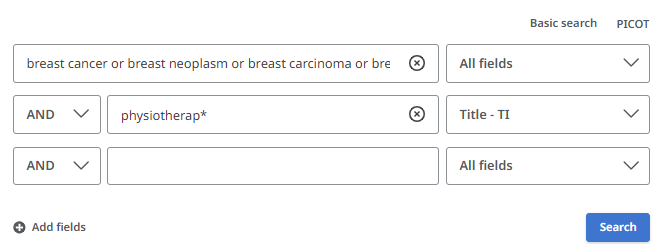 Basic search PICOT
breast cancer or breast neoplasm or breast carcinoma or bre All fields
AND physiotherap* Title - TI
AND All fields
Add fields Search